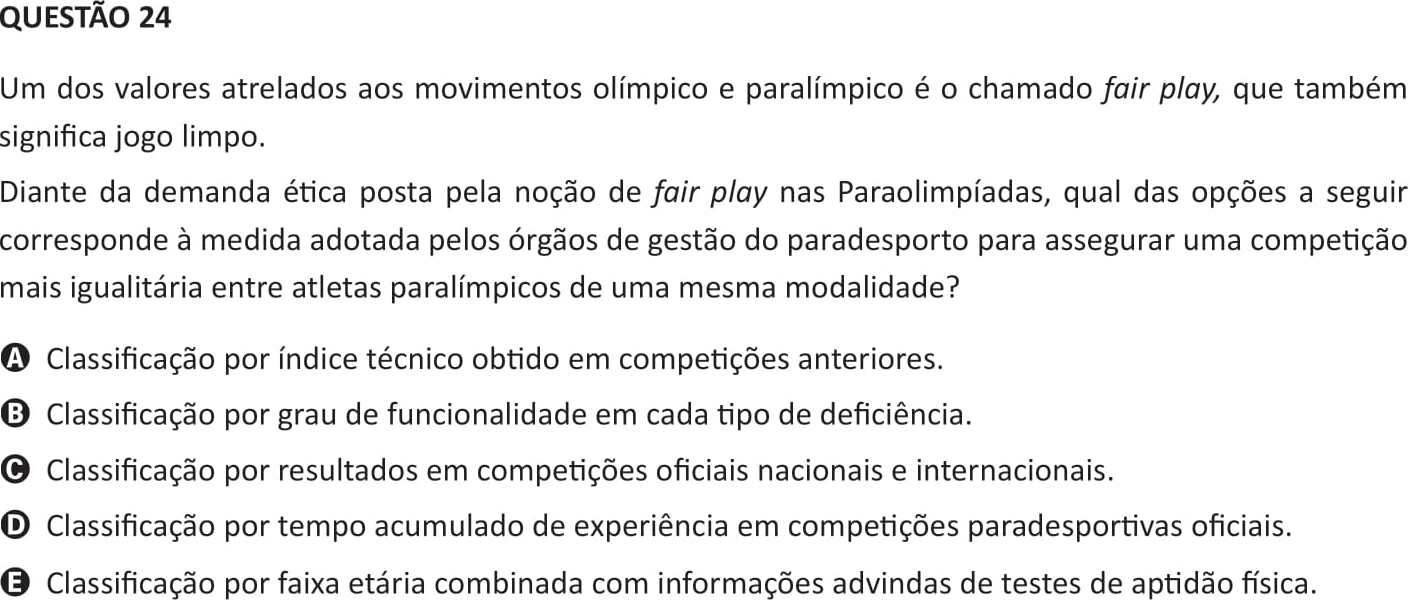 QUESTÃO 24
Um dos valores atrelados aos movimentos olímpico e paralímpico é o chamado fair play, que também
significa jogo limpo.
Diante da demanda ética posta pela noção de fair play nas Paraolimpíadas, qual das opções a seguir
corresponde à medida adotada pelos órgãos de gestão do paradesporto para assegurar uma competição
mais igualitária entre atletas paralímpicos de uma mesma modalidade?
A Classificação por índice técnico obtido em competições anteriores.
B Classificação por grau de funcionalidade em cada tipo de deficiência.
C Classificação por resultados em competições oficiais nacionais e internacionais.
D Classificação por tempo acumulado de experiência em competições paradesportivas oficiais.
E Classificação por faixa etária combinada com informações advindas de testes de aptidão física.